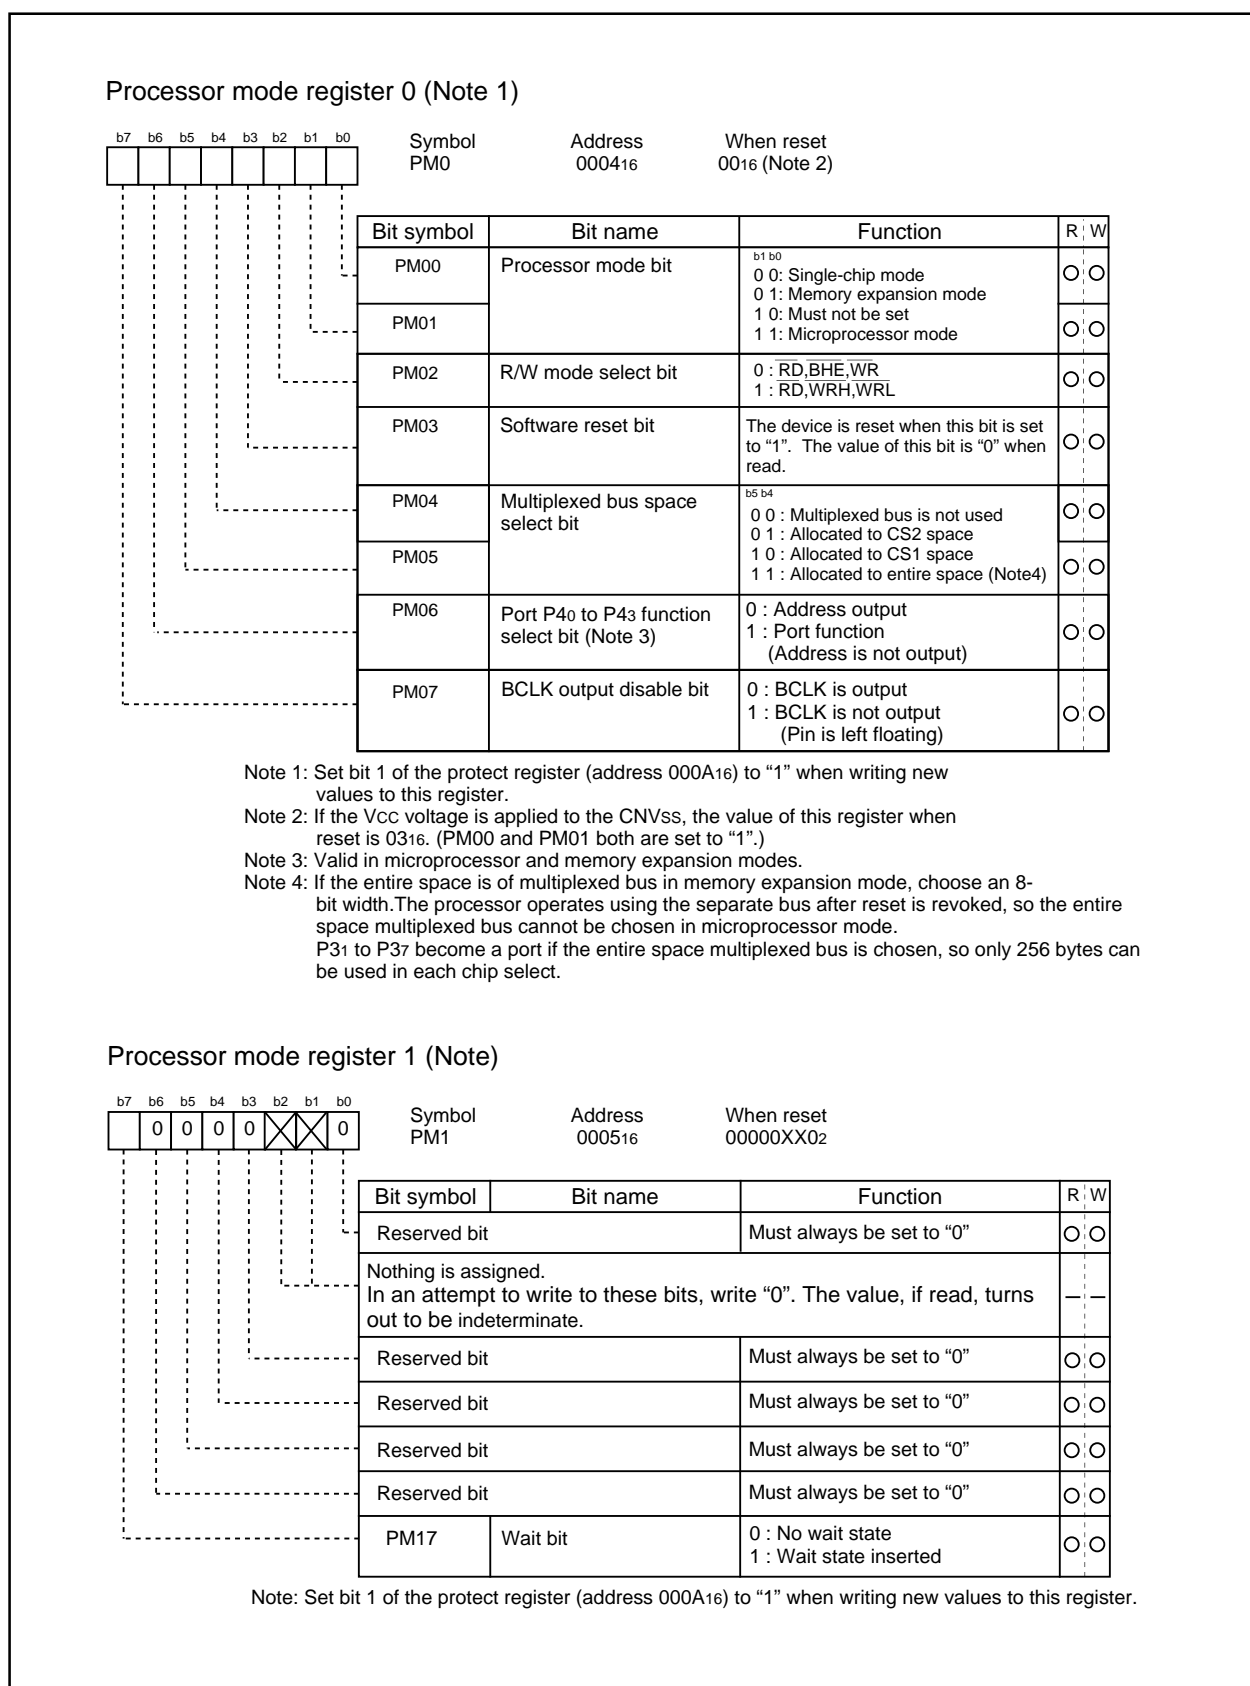 Processor mode register 0 (Note 1)
b7 b6 b5 b4 b3 b2 b1 b0
Symbol Address When reset
PM0 000416 0016 (Note 2)
Bit symbol Bit name Function R W
PM00 Processor mode bit b1 b0
0 0: Single-chip mode
0 1: Memory expansion mode
PM01 1 0: Must not be set
1 1: Microprocessor mode
PM02 R/W mode select bit 0 : RD,BHE,WR
1 : RD,WRH,WRL
PM03 Software reset bit The device is reset when this bit is set
to “1”. The value of this bit is “0” when
read.
PM04 Multiplexed bus space b5 b4
select bit 0 0 : Multiplexed bus is not used
0 1 : Allocated to CS2 space
PM05 1 0 : Allocated to CS1 space
1 1 : Allocated to entire space (Note4)
PM06 Port P40 to P43 function 0 : Address output
select bit (Note 3) 1 : Port function
(Address is not output)
PM07 BCLK output disable bit 0 : BCLK is output
1 : BCLK is not output
(Pin is left floating)
Note 1: Set bit 1 of the protect register (address 000A16) to “1” when writing new
values to this register.
Note 2: If the VCC voltage is applied to the CNVSS, the value of this register when
reset is 0316. (PM00 and PM01 both are set to “1”.)
Note 3: Valid in microprocessor and memory expansion modes.
Note 4: If the entire space is of multiplexed bus in memory expansion mode, choose an 8-
bit width.The processor operates using the separate bus after reset is revoked, so the entire
space multiplexed bus cannot be chosen in microprocessor mode.
P31 to P37 become a port if the entire space multiplexed bus is chosen, so only 256 bytes can
be used in each chip select.
Processor mode register 1 (Note)
b7 b6 b5 b4 b3 b2 b1 b0
0 0 0 0 0
Symbol Address When reset
PM1 000516 00000XX02
Bit symbol Bit name Function R W
Reserved bit Must always be set to “0”
Nothing is assigned.
In an attempt to write to these bits, write “0”. The value, if read, turns
out to be indeterminate.
Reserved bit Must always be set to “0”
Reserved bit Must always be set to “0”
Reserved bit Must always be set to “0”
Reserved bit Must always be set to “0”
PM17 Wait bit 0 : No wait state
1 : Wait state inserted
Note: Set bit 1 of the protect register (address 000A16) to “1” when writing new values to this register.